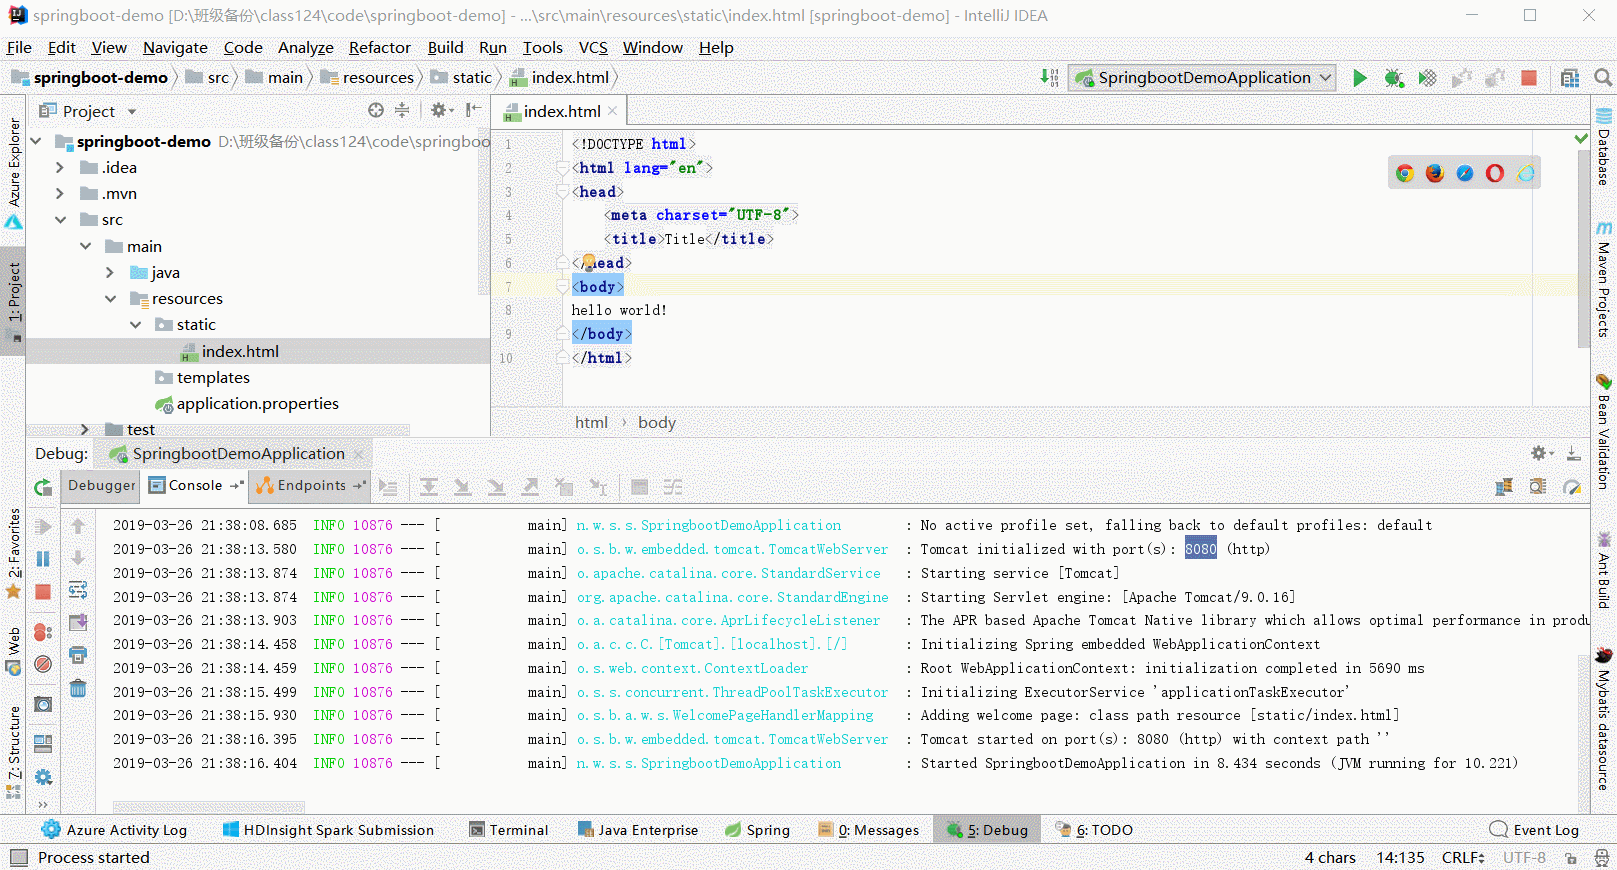 springboot-demo [D:\班级备份\class124\code\springboot-demo] - ...\src\main\resources\static\index.html [springboot-demo] - IntelliJ IDEA
File Edit View Navigate Code Analyze Refactor Build Run Tools VCS Window Help
springboot-demo src main resources static index.html SpringbootDemoApplication
Project
index.html
springboot-demo D:\班级备份\class124\code\springboo
.idea
.mvn
src
main
java
resources
static
index.html
templates
application.properties
test
1 <!DOCTYPE html>
2 <html lang="en">
3 <head>
4 <meta charset="UTF-8">
5 <title>Title</title>
6 </head>
7 <body>
8 hello world!
9 </body>
10 </html>
html › body
Azure Explorer
1: Project
2: Favorites
Web
7: Structure
Database
Maven Projects
Bean Validation
Ant Build
Mybatis datasource
Debug: SpringbootDemoApplication
Debugger Console Endpoints
2019-03-26 21:38:08.685 INFO 10876 --- [ main] n.w.s.s.SpringbootDemoApplication : No active profile set, falling back to default profiles: default
2019-03-26 21:38:13.580 INFO 10876 --- [ main] o.s.b.w.embedded.tomcat.TomcatWebServer : Tomcat initialized with port(s): 8080 (http)
2019-03-26 21:38:13.874 INFO 10876 --- [ main] o.apache.catalina.core.StandardService : Starting service [Tomcat]
2019-03-26 21:38:13.874 INFO 10876 --- [ main] org.apache.catalina.core.StandardEngine : Starting Servlet engine: [Apache Tomcat/9.0.16]
2019-03-26 21:38:13.903 INFO 10876 --- [ main] o.a.catalina.core.AprLifecycleListener : The APR based Apache Tomcat Native library which allows optimal performance in produ
2019-03-26 21:38:14.458 INFO 10876 --- [ main] o.a.c.c.C.[Tomcat].[localhost].[/] : Initializing Spring embedded WebApplicationContext
2019-03-26 21:38:14.459 INFO 10876 --- [ main] o.s.web.context.ContextLoader : Root WebApplicationContext: initialization completed in 5690 ms
2019-03-26 21:38:15.499 INFO 10876 --- [ main] o.s.s.concurrent.ThreadPoolTaskExecutor : Initializing ExecutorService 'applicationTaskExecutor'
2019-03-26 21:38:15.930 INFO 10876 --- [ main] o.s.b.a.w.s.WelcomePageHandlerMapping : Adding welcome page: class path resource [static/index.html]
2019-03-26 21:38:16.395 INFO 10876 --- [ main] o.s.b.w.embedded.tomcat.TomcatWebServer : Tomcat started on port(s): 8080 (http) with context path ''
2019-03-26 21:38:16.404 INFO 10876 --- [ main] n.w.s.s.SpringbootDemoApplication : Started SpringbootDemoApplication in 8.434 seconds (JVM running for 10.221)
Azure Activity Log HDInsight Spark Submission Terminal Java Enterprise Spring 0: Messages 5: Debug 6: TODO Event Log
Process started 4 chars 14:135 CRLF UTF-8